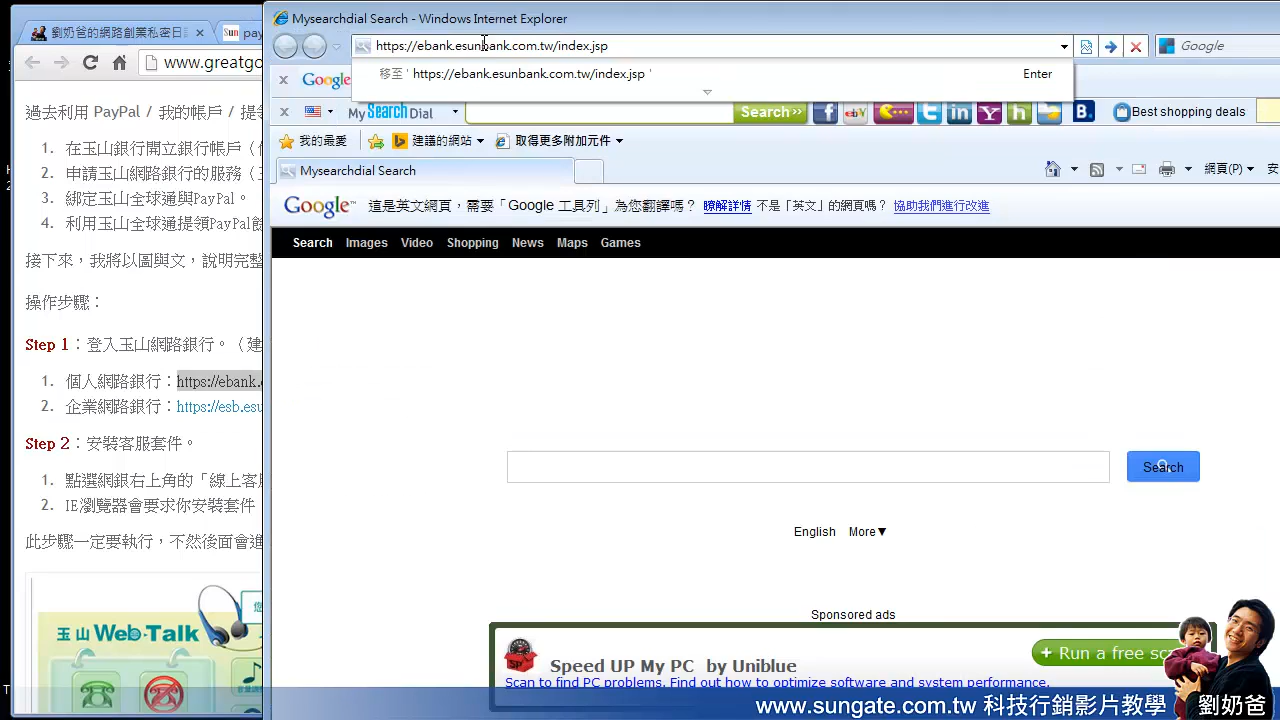 劉奶爸的網路創業私密日
Sun pay
www.greatgo
過去利用 PayPal / 我的帳戶 / 提
1. 在玉山銀行開立銀行帳戶（
2. 申請玉山網路銀行的服務（
3. 綁定玉山全球通與PayPal。
4. 利用玉山全球通提領PayPal餘
接下來，我將以圖與文，說明完整
操作步驟：
Step 1：登入玉山網路銀行。（建
1. 個人網路銀行：https://ebank.
2. 企業網路銀行：https://esb.esu
Step 2：安裝客服套件。
1. 點選網銀右上角的「線上客服
2. IE瀏覽器會要求你安裝套件
此步驟一定要執行，不然後面會進
玉山 Web-Talk
Mysearchdial Search - Windows Internet Explorer
https://ebank.esunbank.com.tw/index.jsp
Google
移至 ' https://ebank.esunbank.com.tw/index.jsp '
Enter
Google
My Search Dial
Search >>
ebY
Best shopping deals
我的最愛
建議的網站
取得更多附加元件
Mysearchdial Search
網頁(P)
安
Google 這是英文網頁，需要「Google 工具列」為您翻譯嗎？ 瞭解詳情 不是「英文」的網頁嗎？ 協助我們進行改進
Search Images Video Shopping News Maps Games
Search
English More▼
Sponsored ads
Speed UP My PC by Uniblue
+ Run a free sc
Scan to find PC problems. Find out how to optimize software and system performance.
www.sungate.com.tw 科技行銷影片教學
劉奶爸